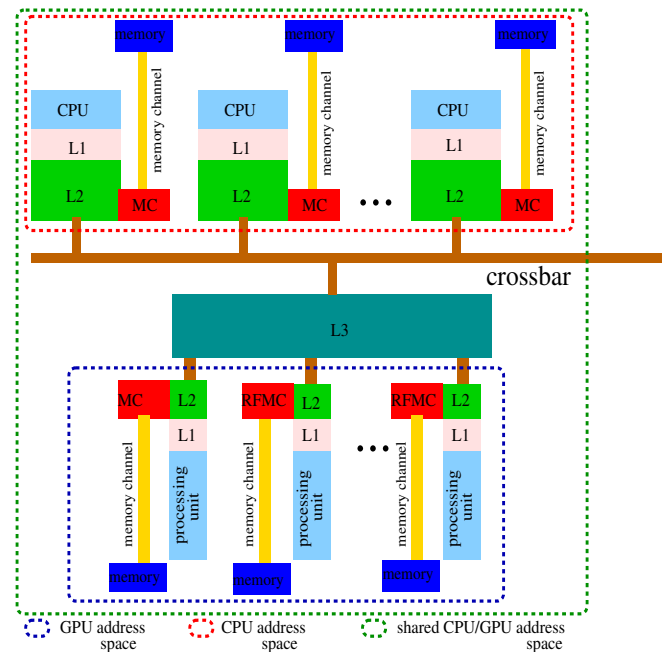 memory
memory
memory
memory channel
memory channel
memory channel
CPU
CPU
CPU
L1
L1
L1
L2
MC
L2
MC
• • •
L2
MC
crossbar
L3
MC
L2
RFMC
L2
RFMC
L2
L1
L1
L1
• • •
memory channel
processing
unit
memory channel
processing
unit
memory channel
processing
unit
memory
memory
memory
GPU address
space
CPU address
space
shared CPU/GPU address
space